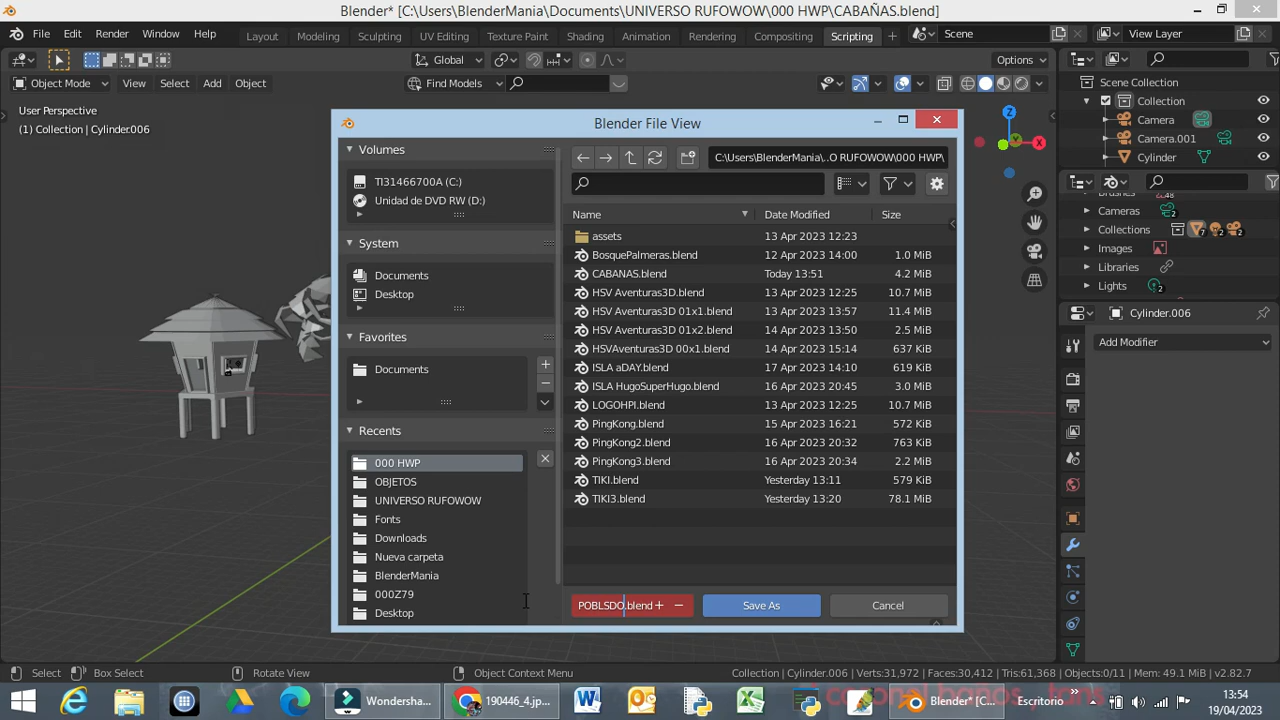 Blender* [C:\Users\BlenderMania\Documents\UNIVERSO RUFOWOW\000 HWP\CABAÑAS.blend]
File Edit Render Window Help Layout Modeling Sculpting UV Editing Texture Paint Shading Animation Rendering Compositing Scripting + Scene View Layer
Global Options
Object Mode View Select Add Object Find Models
Scene Collection
Collection
Camera
Camera.001
Cylinder
User Perspective
(1) Collection | Cylinder.006
Z
Y
X
Blender File View
Volumes
TI31466700A (C:)
Unidad de DVD RW (D:)
System
Documents
Desktop
Favorites
Documents
Recents
000 HWP
OBJETOS
UNIVERSO RUFOWOW
Fonts
Downloads
Nueva carpeta
BlenderMania
000Z79
Desktop
C:\Users\BlenderMania\..O RUFOWOW\000 HWP\
Name Date Modified Size
assets 13 Apr 2023 12:23
BosquePalmeras.blend 12 Apr 2023 14:00 1.0 MiB
CABANAS.blend Today 13:51 4.2 MiB
HSV Aventuras3D.blend 13 Apr 2023 12:25 10.7 MiB
HSV Aventuras3D 01x1.blend 13 Apr 2023 13:57 11.4 MiB
HSV Aventuras3D 01x2.blend 14 Apr 2023 13:50 2.5 MiB
HSVAventuras3D 00x1.blend 14 Apr 2023 15:14 637 KiB
ISLA aDAY.blend 17 Apr 2023 14:10 619 KiB
ISLA HugoSuperHugo.blend 16 Apr 2023 20:45 3.0 MiB
LOGOHPI.blend 13 Apr 2023 12:25 10.7 MiB
PingKong.blend 15 Apr 2023 16:21 572 KiB
PingKong2.blend 16 Apr 2023 20:32 763 KiB
PingKong3.blend 16 Apr 2023 20:34 2.2 MiB
TIKI.blend Yesterday 13:11 579 KiB
TIKI3.blend Yesterday 13:20 78.1 MiB
POBLSDO.blend + − Save As Cancel
Brushes 48
Cameras 2
Collections 7 2 2
Images
Libraries
Lights 2
Cylinder.006
Add Modifier
Select Box Select Rotate View Object Context Menu Collection | Cylinder.006 | Verts:31,972 | Faces:30,412 | Tris:61,368 | Objects:0/11 | Mem: 49.1 MiB | v2.82.7
Wondersha... 190446_4.jp... Blender* [C:... Escritorio 13:54
19/04/2023